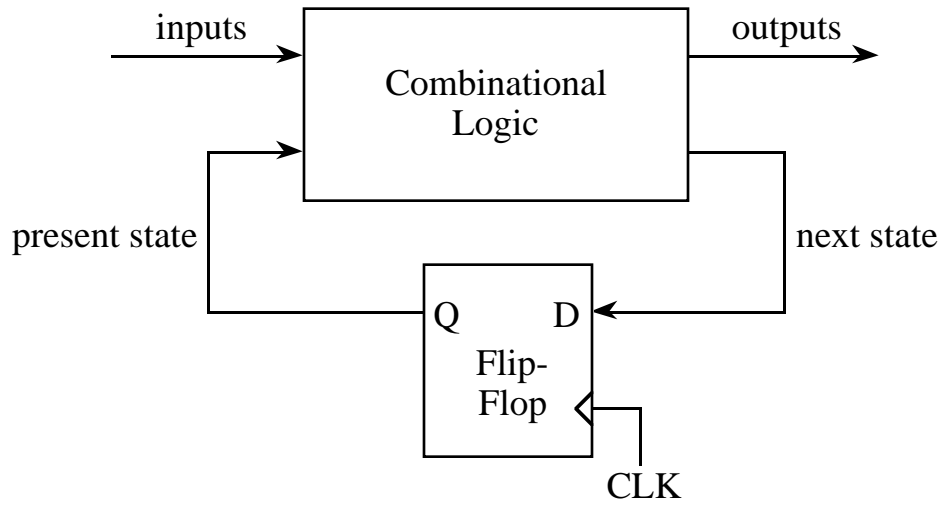 inputs
outputs
Combinational
Logic
present state
next state
Q
D
Flip-
Flop
CLK